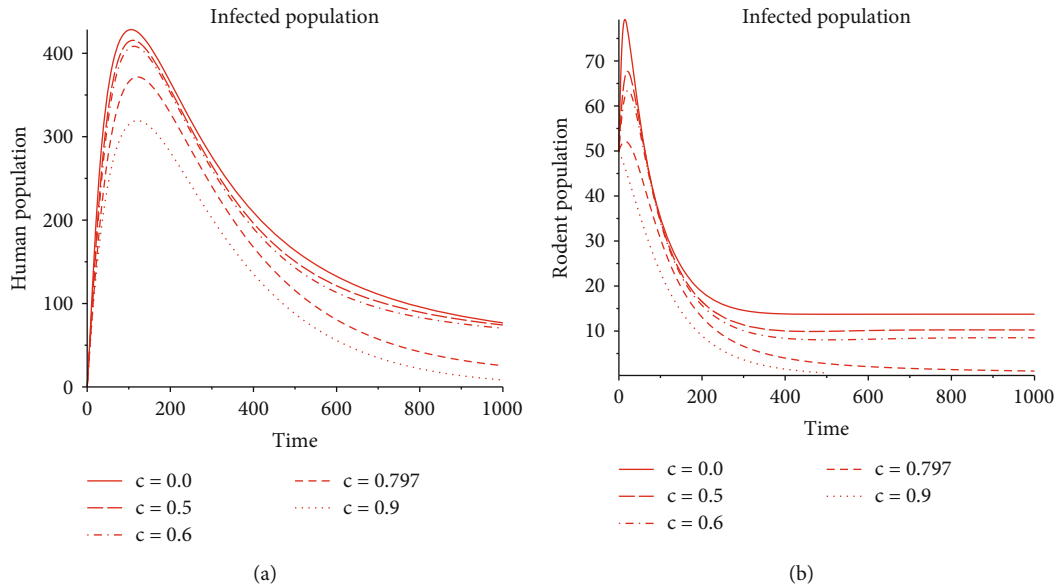 Infected population
400
300
200
100
0
Human population
0
200
400
600
800
1000
Time
c = 0.0
c = 0.5
c = 0.6
c = 0.797
c = 0.9
(a)
Infected population
70
60
50
40
30
20
10
Rodent population
0
200
400
600
800
1000
Time
c = 0.0
c = 0.5
c = 0.6
c = 0.797
c = 0.9
(b)